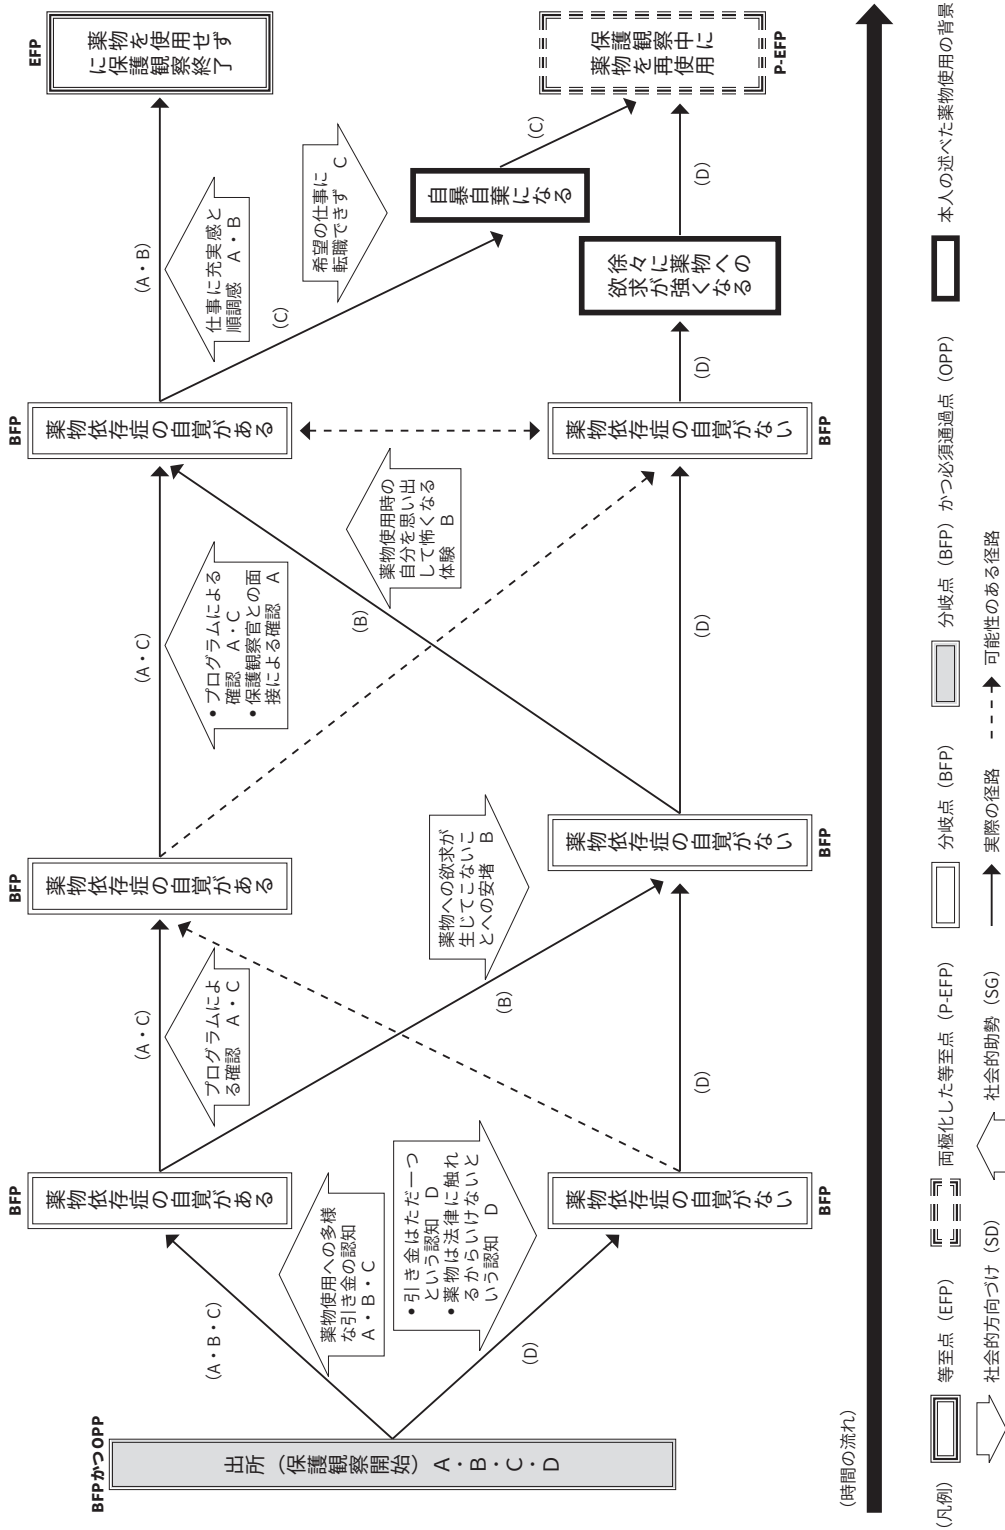 BFPかつOPP
出所（保護観察開始） A・B・C・D
(A・B・C)
薬物使用への多様
な引き金の認知
A・B・C
• 引き金はただ一つ
という認知 D
• 薬物は法律に触れ
るからいけないと
いう認知 D
(D)
BFP
薬物依存症の自覚がある
薬物依存症の自覚がない
BFP
(A・C)
プログラムによ
る確認 A・C
(B)
薬物への欲求が
生じてこないこ
とへの安堵 B
(D)
BFP
薬物依存症の自覚がある
薬物依存症の自覚がない
BFP
(A・C)
• プログラムによる
確認 A・C
• 保護観察官との面
接による確認 A
(B)
薬物使用時の
自分を思い出
して怖くなる
体験 B
(D)
BFP
薬物依存症の自覚がある
薬物依存症の自覚がない
BFP
(A・B)
仕事に充実感と
順調感 A・B
(C)
希望の仕事に
転職できず C
自暴自棄になる
(C)
(D)
徐々に薬物への
欲求が強くなる
(D)
EFP
薬物を使用せず
に保護観察終
了
保護観察中に
薬物を再使用
P-EFP
(時間の流れ)
(凡例)
等至点（EFP）
両極化した等至点（P-EFP）
分岐点（BFP）
分岐点（BFP）かつ必須通過点（OPP）
本人の述べた薬物使用の背景
社会的方向づけ（SD）
社会的助勢（SG）
実際の径路
可能性のある径路